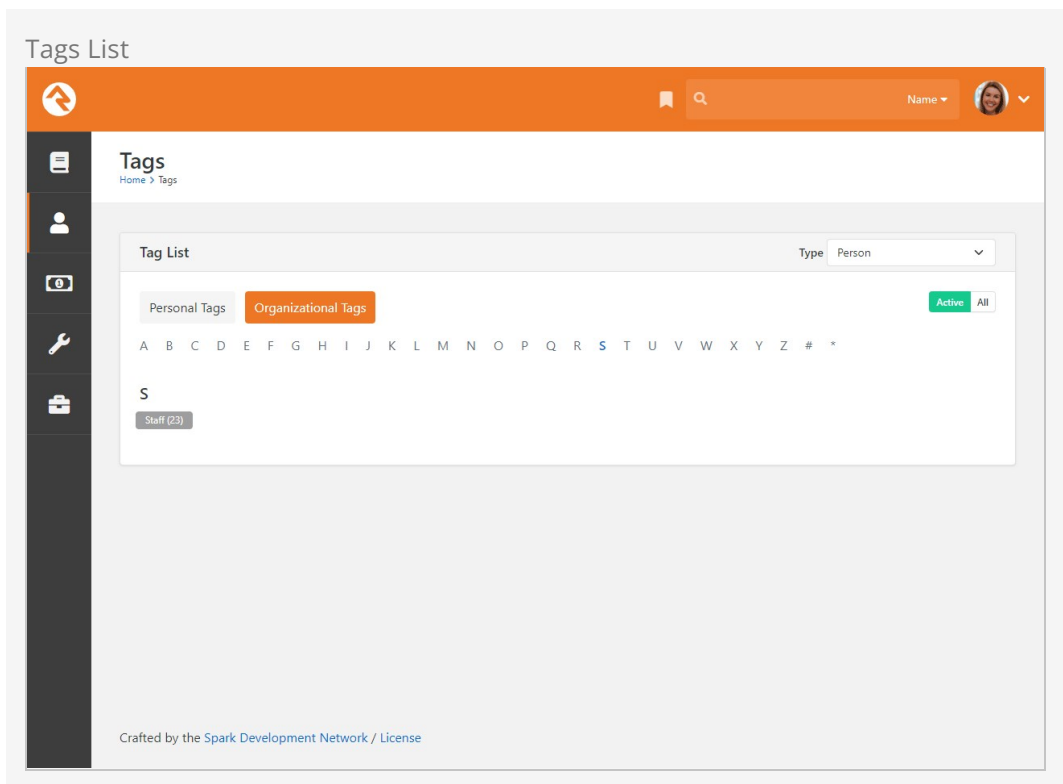 Tags List
Name
Tags
Home > Tags
Tag List
Type Person
Personal Tags Organizational Tags Active All
A B C D E F G H I J K L M N O P Q R S T U V W X Y Z # *
S
Staff (23)
Crafted by the Spark Development Network / License